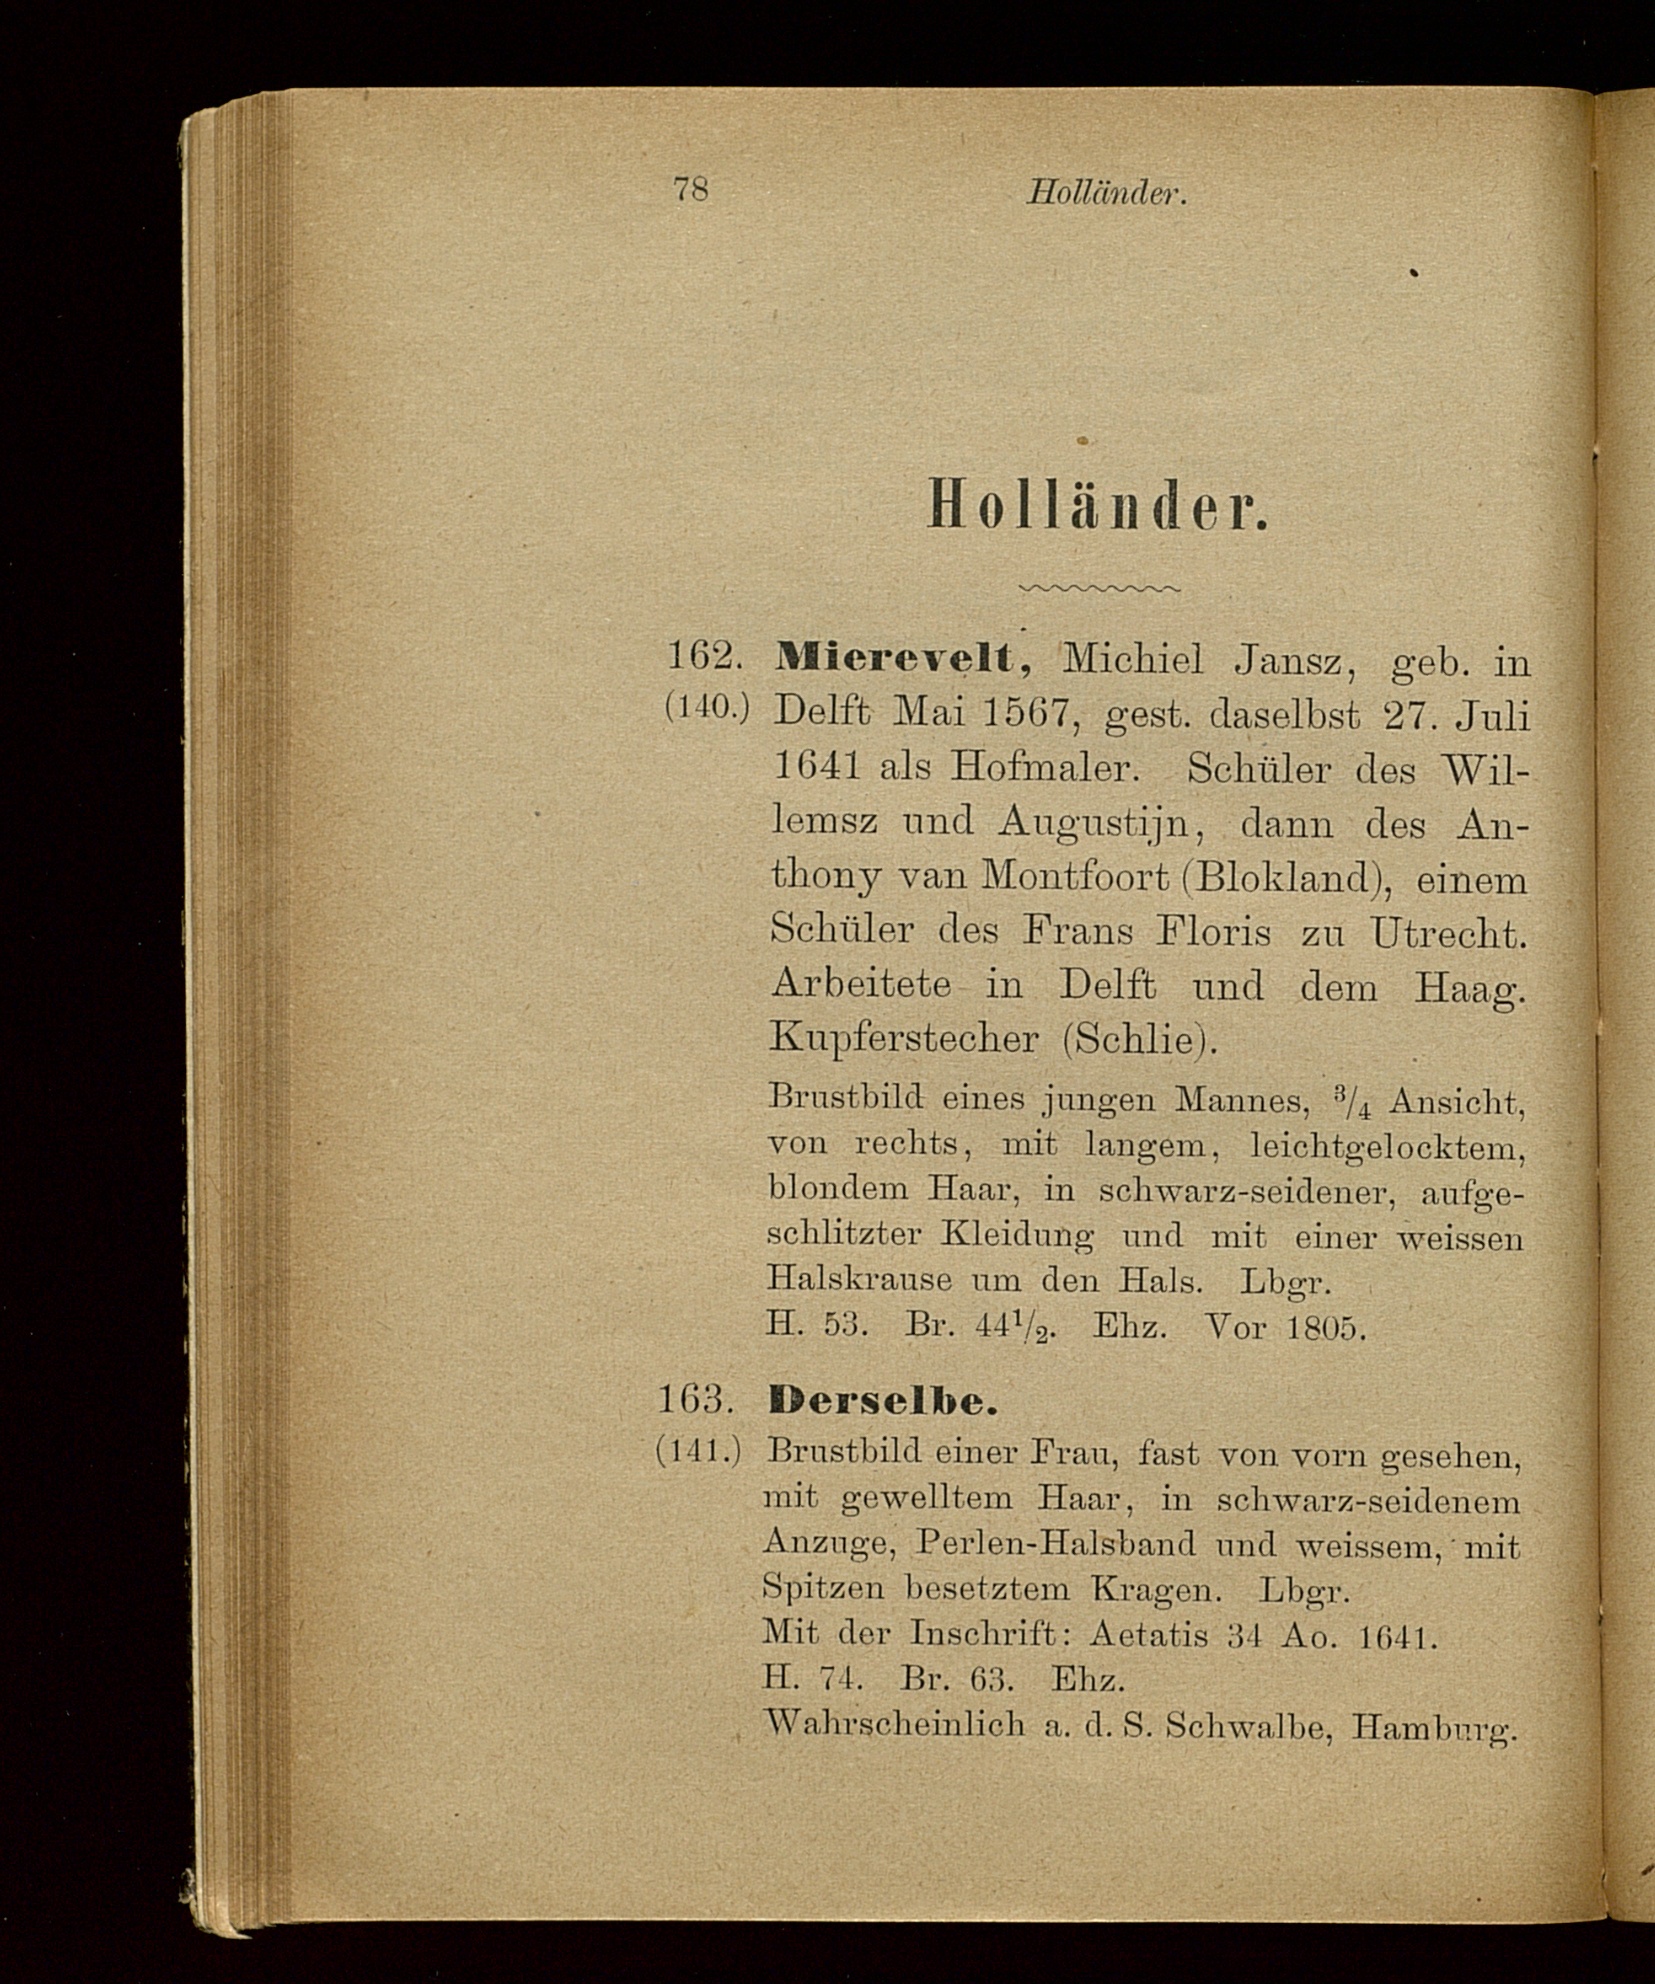 78 Holländer.
Holländer.
162. Mierevelt, Michiel Jansz, geb. in
(140.) Delft Mai 1567, gest. daselbst 27. Juli
1641 als Hofmaler. Schüler des Wil-
lemsz und Augustijn, dann des An-
thony van Montfoort (Blokland), einem
Schüler des Frans Floris zu Utrecht.
Arbeitete in Delft und dem Haag.
Kupferstecher (Schlie).
Brustbild eines jungen Mannes, 3/4 Ansicht,
von rechts, mit langem, leichtgelocktem,
blondem Haar, in schwarz-seidener, aufge-
schlitzter Kleidung und mit einer weissen
Halskrause um den Hals. Lbgr.
H. 53. Br. 44 1/2. Ehz. Vor 1805.
163. Derselbe.
(141.) Brustbild einer Frau, fast von vorn gesehen,
mit gewelltem Haar, in schwarz-seidenem
Anzuge, Perlen-Halsband und weissem, mit
Spitzen besetztem Kragen. Lbgr.
Mit der Inschrift: Aetatis 34 Ao. 1641.
H. 74. Br. 63. Ehz.
Wahrscheinlich a. d. S. Schwalbe, Hamburg.